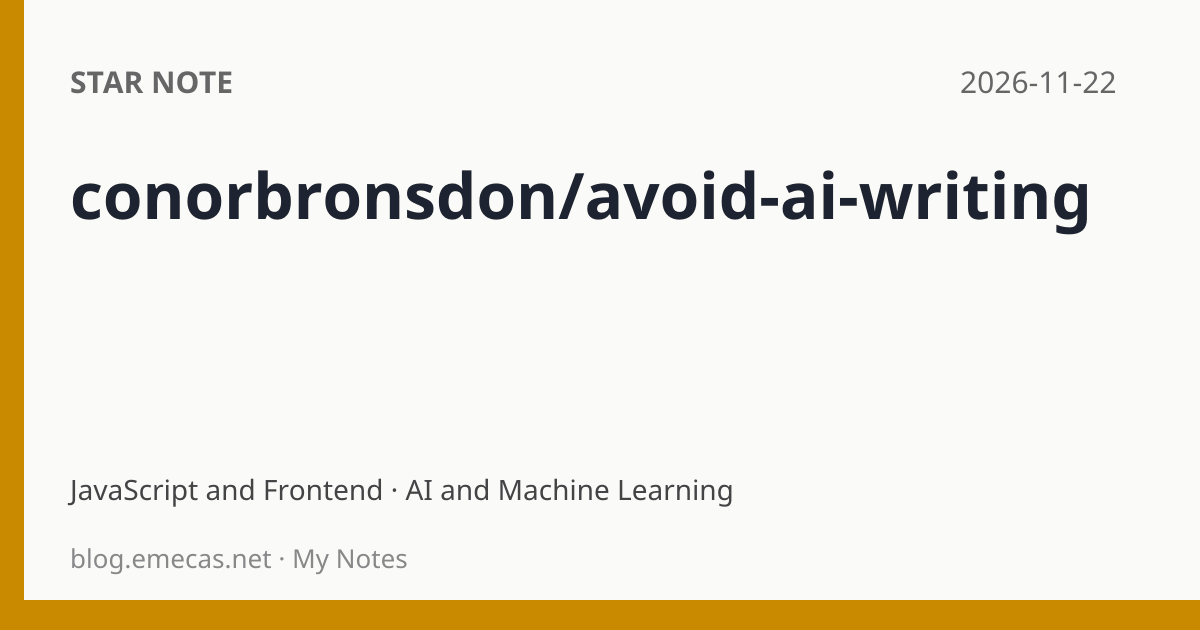 STAR NOTE
2026-11-22
conorbronsdon/avoid-ai-writing
JavaScript and Frontend · AI and Machine Learning
blog.emecas.net · My Notes